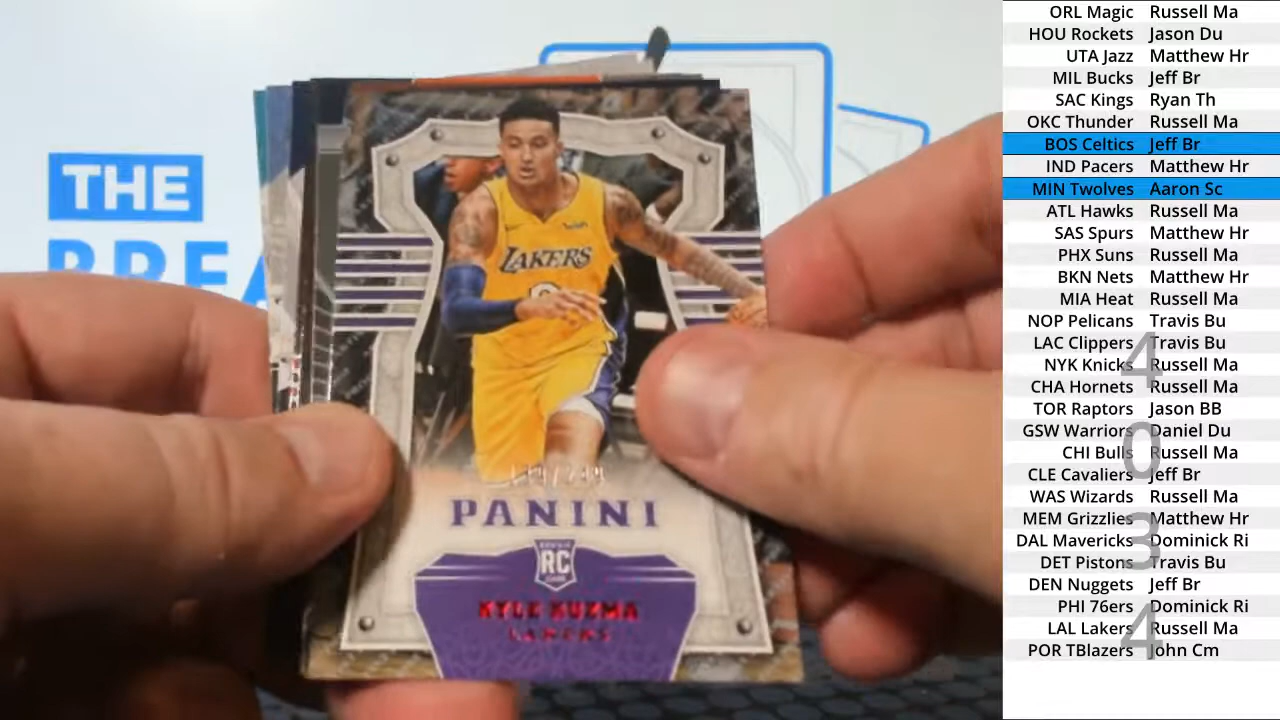 THE
BREA
LAKERS
PANINI
RC
KYLE KUZMA
LAKERS
ORL Magic Russell Ma
HOU Rockets Jason Du
UTA Jazz Matthew Hr
MIL Bucks Jeff Br
SAC Kings Ryan Th
OKC Thunder Russell Ma
BOS Celtics Jeff Br
IND Pacers Matthew Hr
MIN Twolves Aaron Sc
ATL Hawks Russell Ma
SAS Spurs Matthew Hr
PHX Suns Russell Ma
BKN Nets Matthew Hr
MIA Heat Russell Ma
NOP Pelicans Travis Bu
LAC Clippers Travis Bu
NYK Knicks Russell Ma
CHA Hornets Russell Ma
TOR Raptors Jason BB
GSW Warriors Daniel Du
CHI Bulls Russell Ma
CLE Cavaliers Jeff Br
WAS Wizards Russell Ma
MEM Grizzlies Matthew Hr
DAL Mavericks Dominick Ri
DET Pistons Travis Bu
DEN Nuggets Jeff Br
PHI 76ers Dominick Ri
LAL Lakers Russell Ma
POR TBlazers John Cm
4
0
3
4